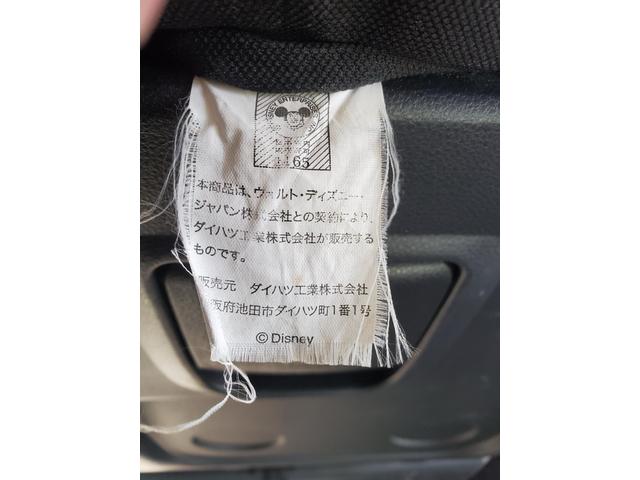 65
本商品は、ウォルト・ディズニー・
ジャパン株式会社との契約により、
ダイハツ工業株式会社が販売する
ものです。
販売元 ダイハツ工業株式会社
阪府池田市ダイハツ町1番1号
©Disney